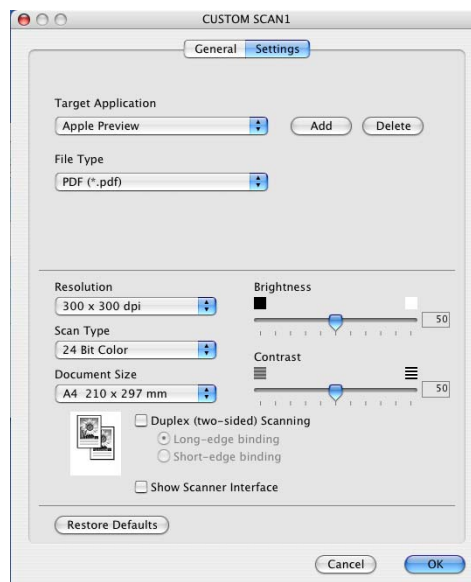 CUSTOM SCAN1
General Settings
Target Application
Apple Preview Add Delete
File Type
PDF (*.pdf)
Resolution
300 x 300 dpi
Scan Type
24 Bit Color
Document Size
A4 210 x 297 mm
Brightness
50
Contrast
50
Duplex (two-sided) Scanning
Long-edge binding
Short-edge binding
Show Scanner Interface
Restore Defaults
Cancel OK